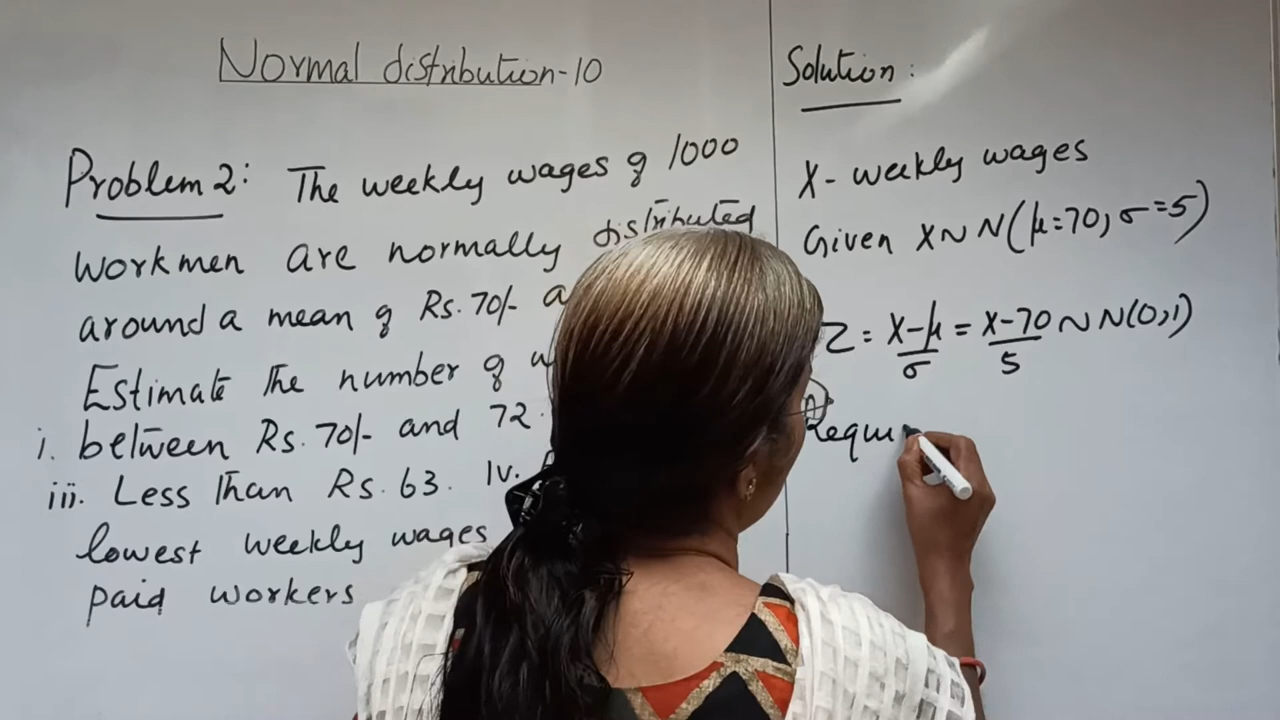 Normal distribution-10
Problem 2: The weekly wages of 1000
workmen are normally distributed
around a mean of Rs. 70/-
Estimate the number of
i. between Rs. 70/- and 72
iii. Less than Rs. 63. iv.
lowest weekly wages
paid workers
Solution:
X - weekly wages
Given X ~ N(μ=70, σ=5)
Z = X-μ/σ = X-70/5 ~ N(0,1)
Requi